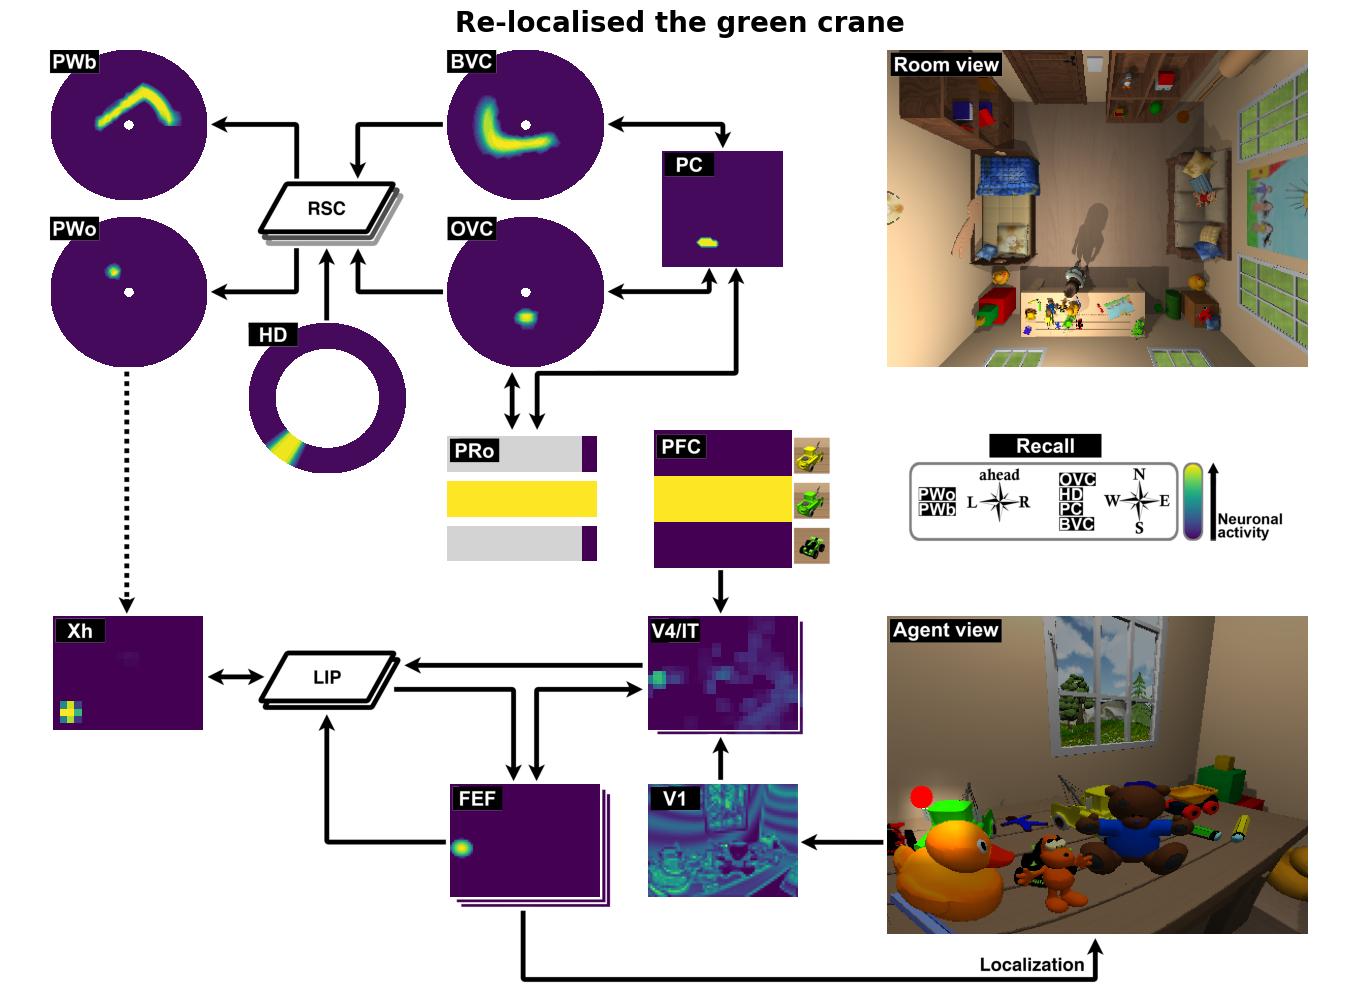 Re-localised the green crane
PWb
BVC
Room view
PC
RSC
PWo
OVC
HD
PRo
PFC
Recall
ahead
L R
PWo
PWb
OVC
HD
PC
BVC
N
W E
S
Neuronal
activity
Xh
LIP
V4/IT
Agent view
FEF
V1
Localization